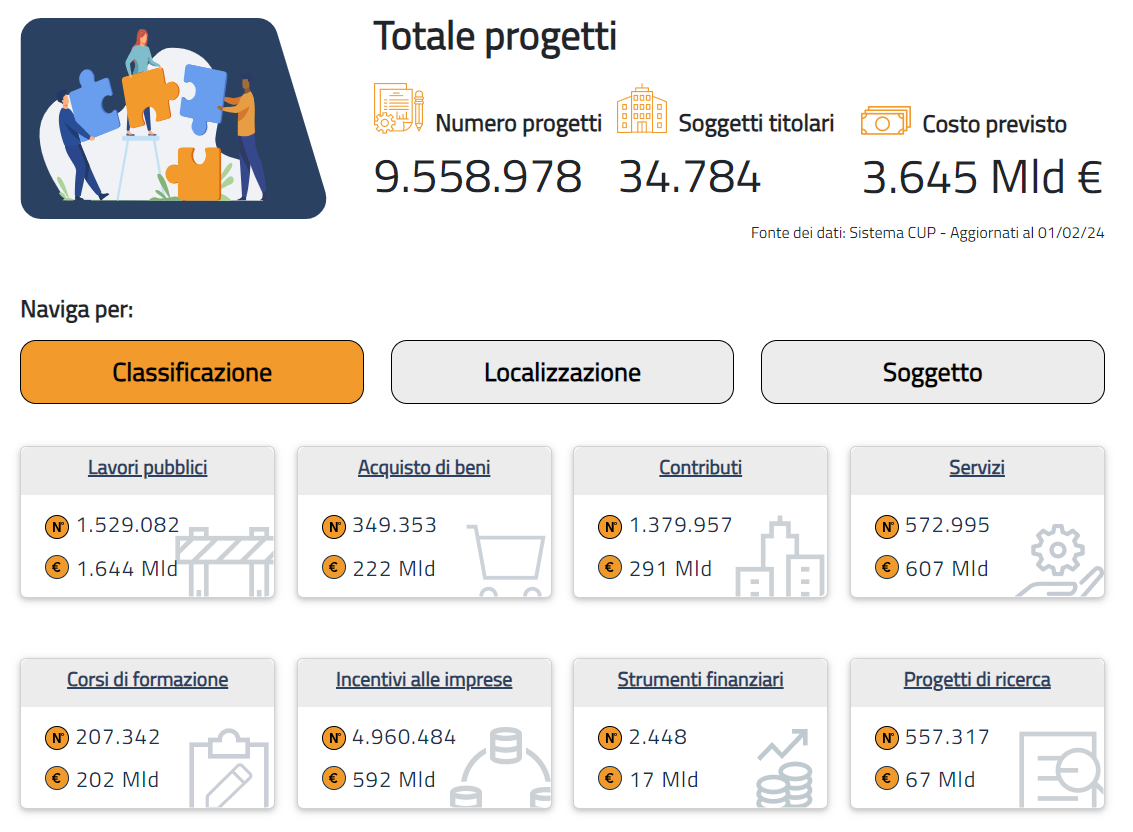 Totale progetti
Numero progetti
9.558.978
Soggetti titolari
34.784
Costo previsto
3.645 Mld €
Fonte dei dati: Sistema CUP - Aggiornati al 01/02/24
Naviga per:
Classificazione
Localizzazione
Soggetto
Lavori pubblici
N° 1.529.082
€ 1.644 Mld
Acquisto di beni
N° 349.353
€ 222 Mld
Contributi
N° 1.379.957
€ 291 Mld
Servizi
N° 572.995
€ 607 Mld
Corsi di formazione
N° 207.342
€ 202 Mld
Incentivi alle imprese
N° 4.960.484
€ 592 Mld
Strumenti finanziari
N° 2.448
€ 17 Mld
Progetti di ricerca
N° 557.317
€ 67 Mld